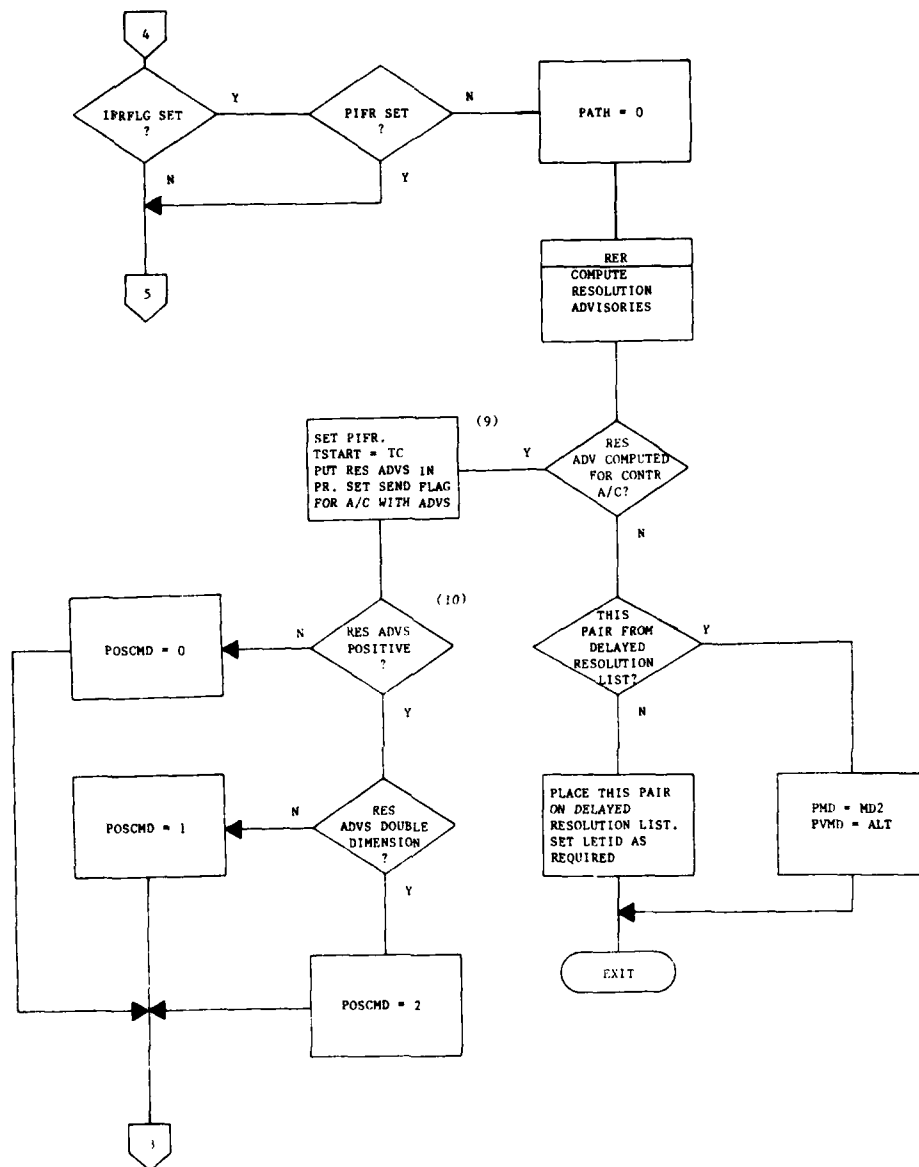 4
IFRFLG SET
?
Y
N
PIFR SET
?
N
Y
PATH = 0
5
RER
COMPUTE
RESOLUTION
ADVISORIES
(9)
SET PIFR.
TSTART = TC
PUT RES ADVS IN
PR. SET SEND FLAG
FOR A/C WITH ADVS
Y
RES
ADV COMPUTED
FOR CONTR
A/C?
N
(10)
POSCMD = 0
N
RES ADVS
POSITIVE
?
Y
THIS
PAIR FROM
DELAYED
RESOLUTION
LIST?
Y
N
POSCMD = 1
N
RES
ADVS DOUBLE
DIMENSION
?
Y
PLACE THIS PAIR
ON DELAYED
RESOLUTION LIST.
SET LETID AS
REQUIRED
PMD = MD2
PVMD = ALT
POSCMD = 2
EXIT
3